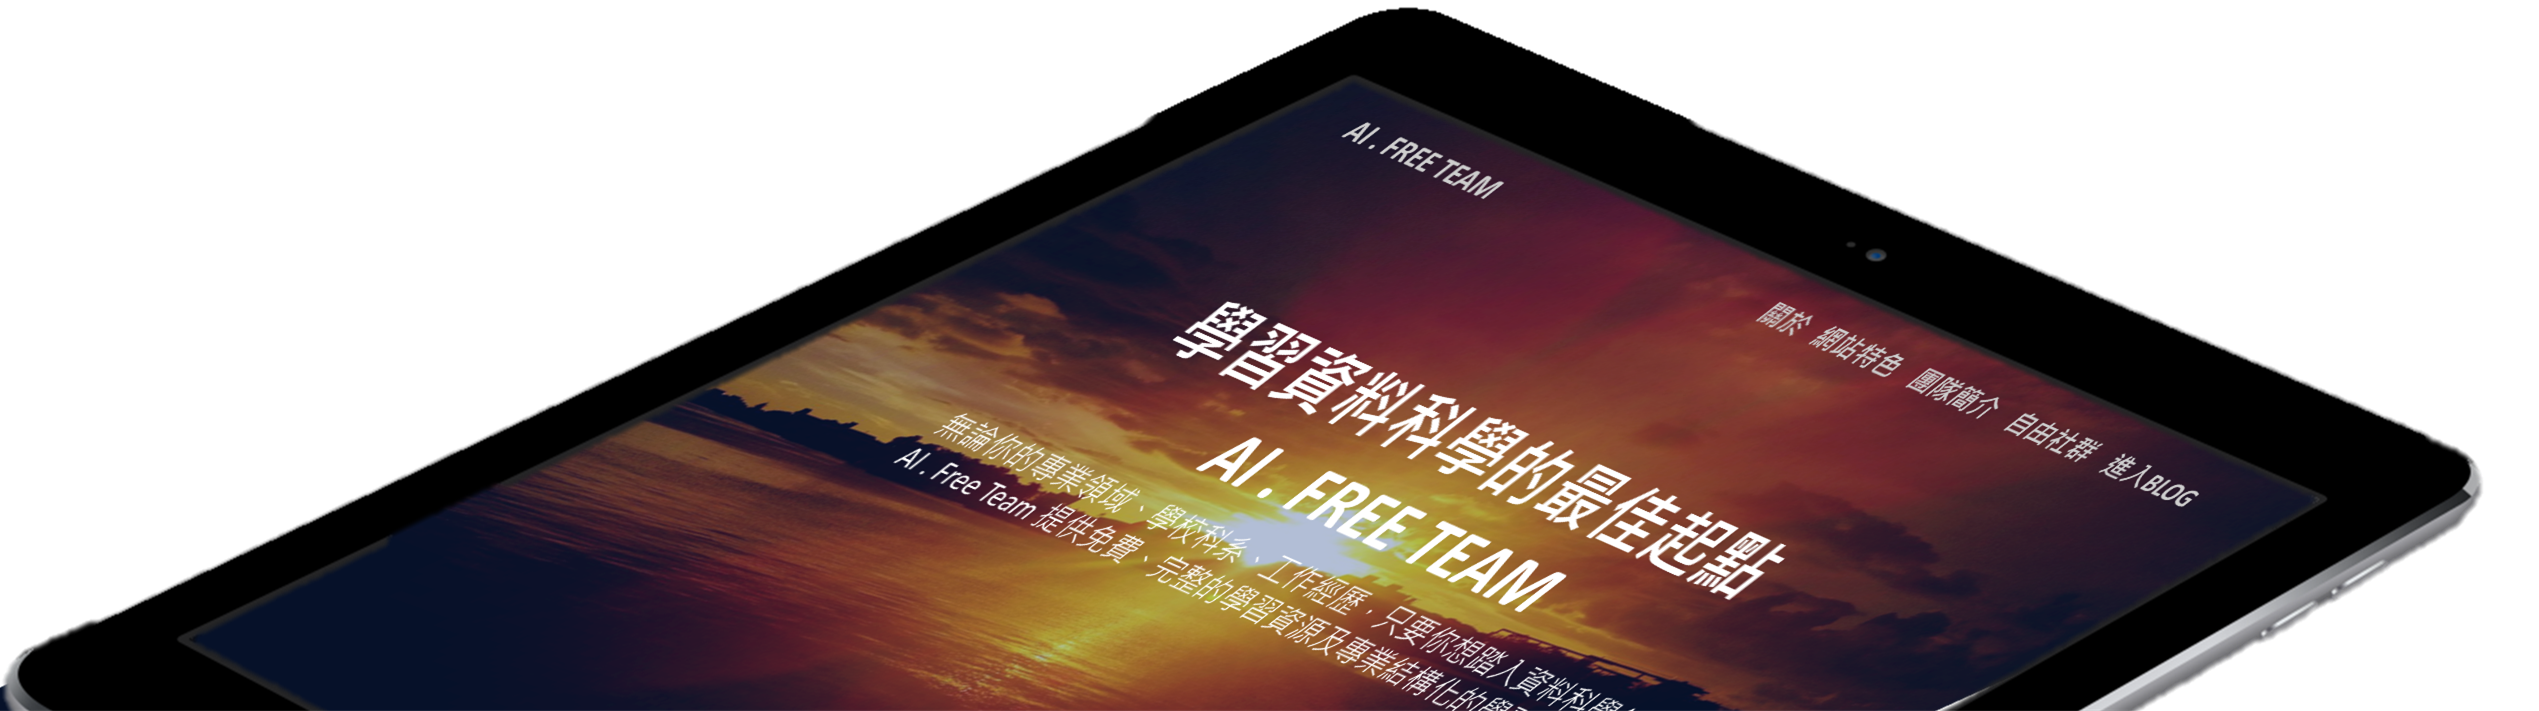 AI. FREE TEAM
關於 網站特色 團隊簡介 自由社群 進入BLOG
學習資料科學的最佳起點
AI. FREE TEAM
無論你的專業領域、學校科系、工作經歷，只要你想踏入資料科學
AI. Free Team 提供免費、完整的學習資源及專業結構化的學